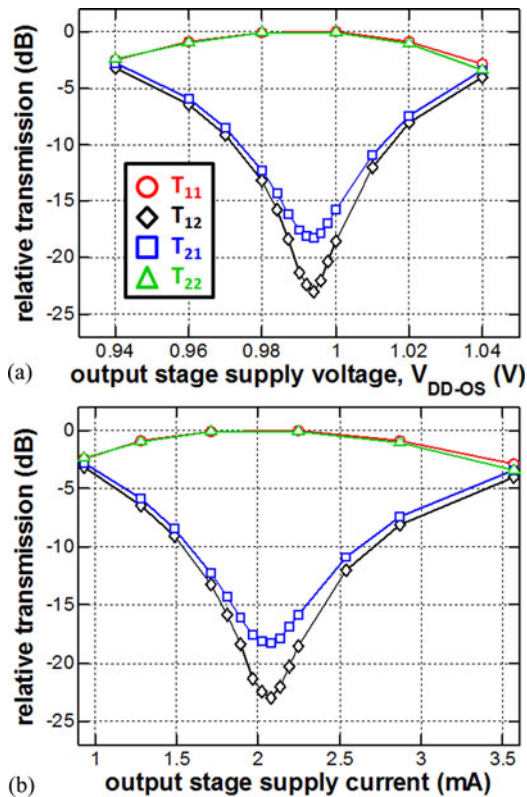 0
-5
-10
-15
-20
-25
relative transmission (dB)
T11
T12
T21
T22
0.94 0.96 0.98 1 1.02 1.04
(a) output stage supply voltage, VDD-OS (V)
0
-5
-10
-15
-20
-25
relative transmission (dB)
1 1.5 2 2.5 3 3.5
(b) output stage supply current (mA)